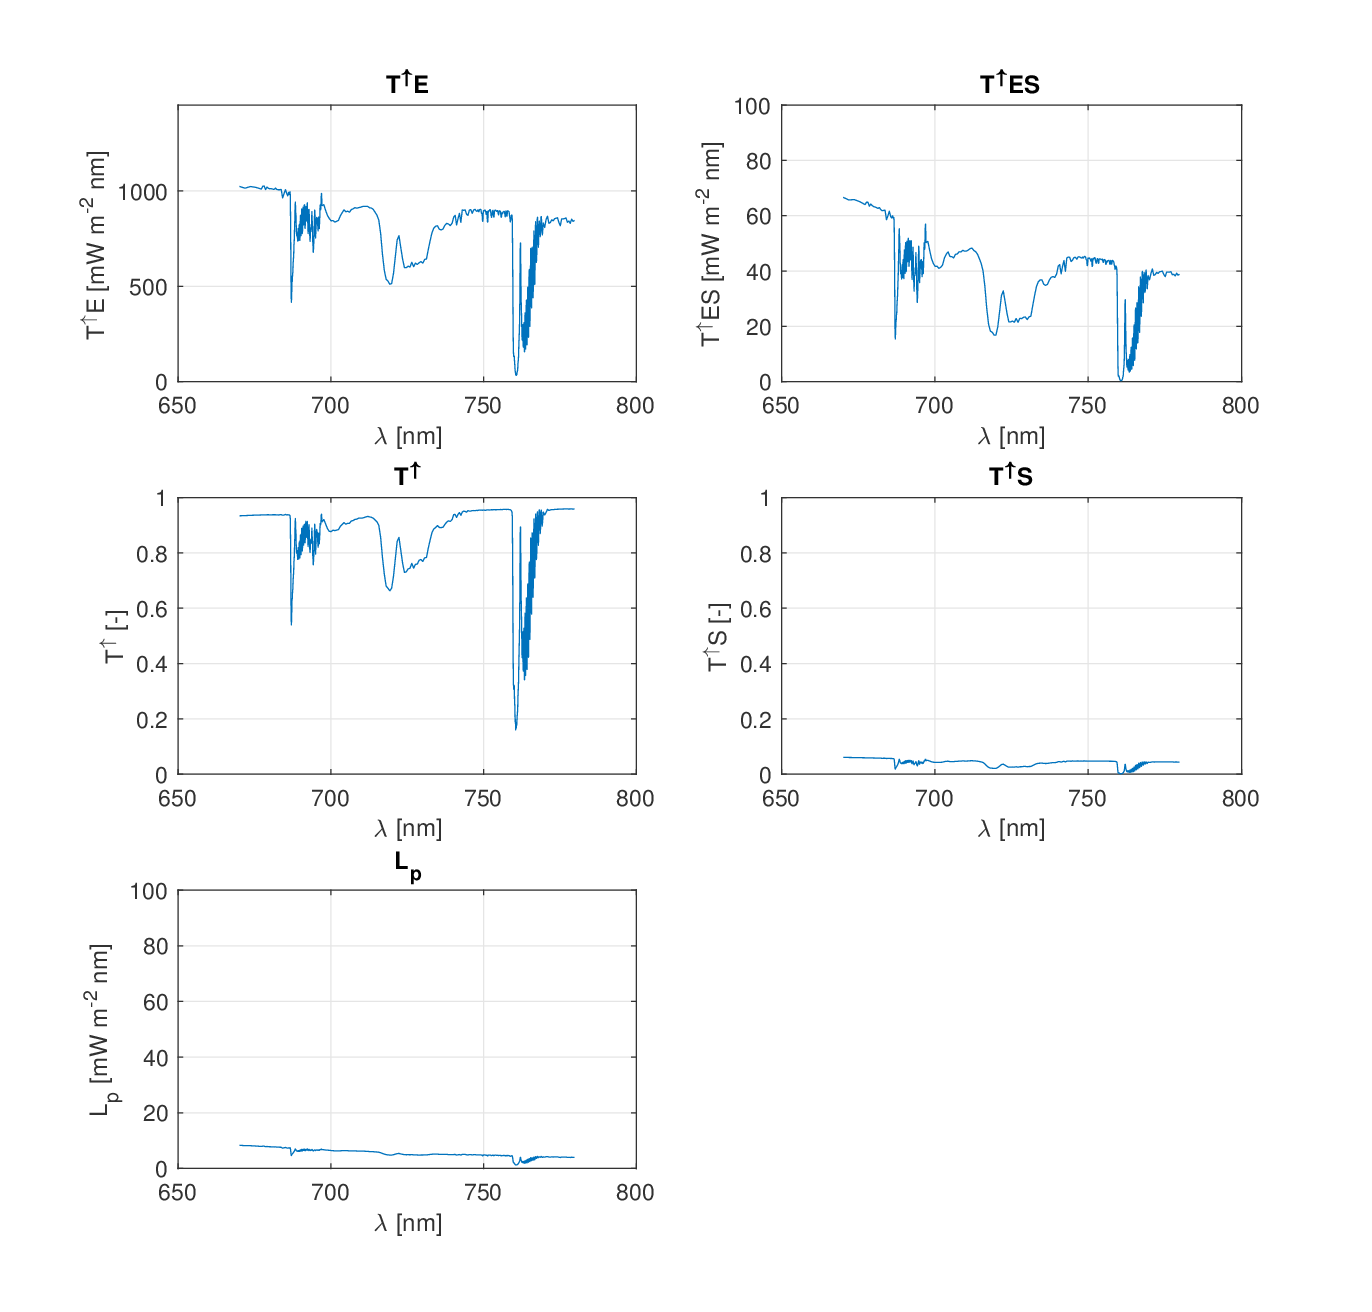 T↑E
T↑E [mW m-2 nm]
1000
500
0
650 700 750 800
λ [nm]
T↑ES
T↑ES [mW m-2 nm]
100
80
60
40
20
0
650 700 750 800
λ [nm]
T↑
T↑ [-]
1
0.8
0.6
0.4
0.2
0
650 700 750 800
λ [nm]
T↑S
T↑S [-]
1
0.8
0.6
0.4
0.2
0
650 700 750 800
λ [nm]
Lp
Lp [mW m-2 nm]
100
80
60
40
20
0
650 700 750 800
λ [nm]